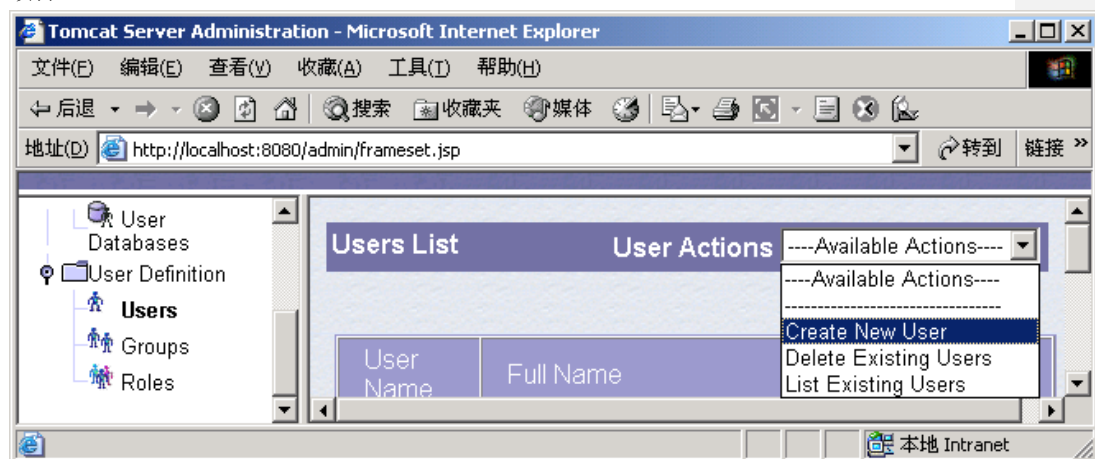 Tomcat Server Administration - Microsoft Internet Explorer
文件(F) 编辑(E) 查看(V) 收藏(A) 工具(T) 帮助(H)
后退 搜索 收藏夹 媒体
地址(D) http://localhost:8080/admin/frameset.jsp 转到 链接 »
User
Databases
User Definition
Users
Groups
Roles
Users List User Actions ----Available Actions----
----Available Actions----
---------------------------------
Create New User
Delete Existing Users
List Existing Users
User
Name
Full Name
本地 Intranet